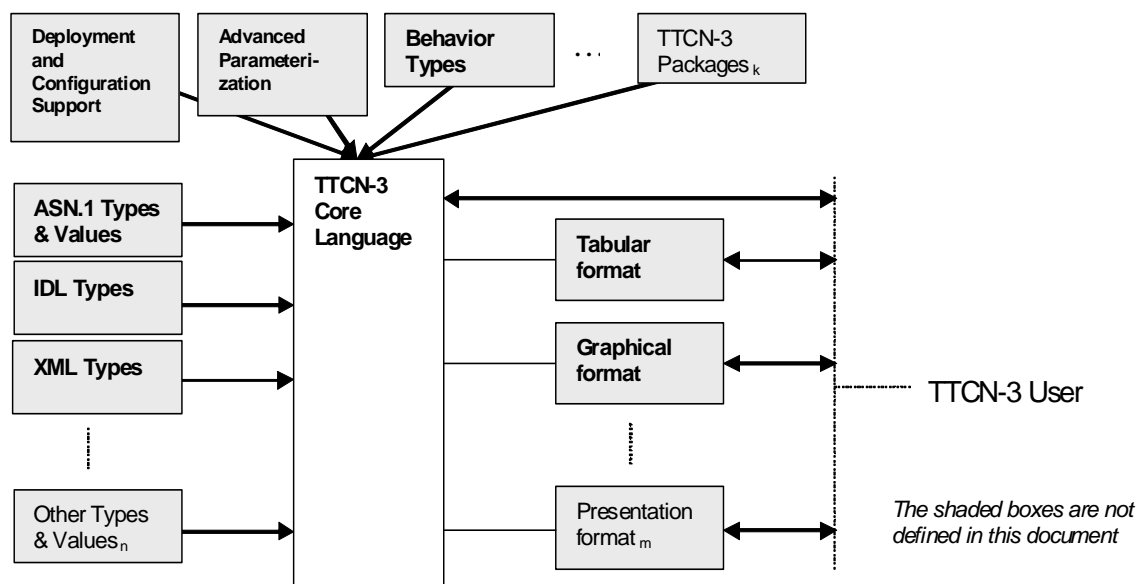 Deployment
and
Configuration
Support
Advanced
Parameteri-
zation
Behavior
Types
...
TTCN-3
Packages k
TTCN-3
Core
Language
ASN.1 Types
& Values
IDL Types
XML Types
Other Types
& Values n
Tabular
format
Graphical
format
Presentation
format m
TTCN-3 User
The shaded boxes are not
defined in this document